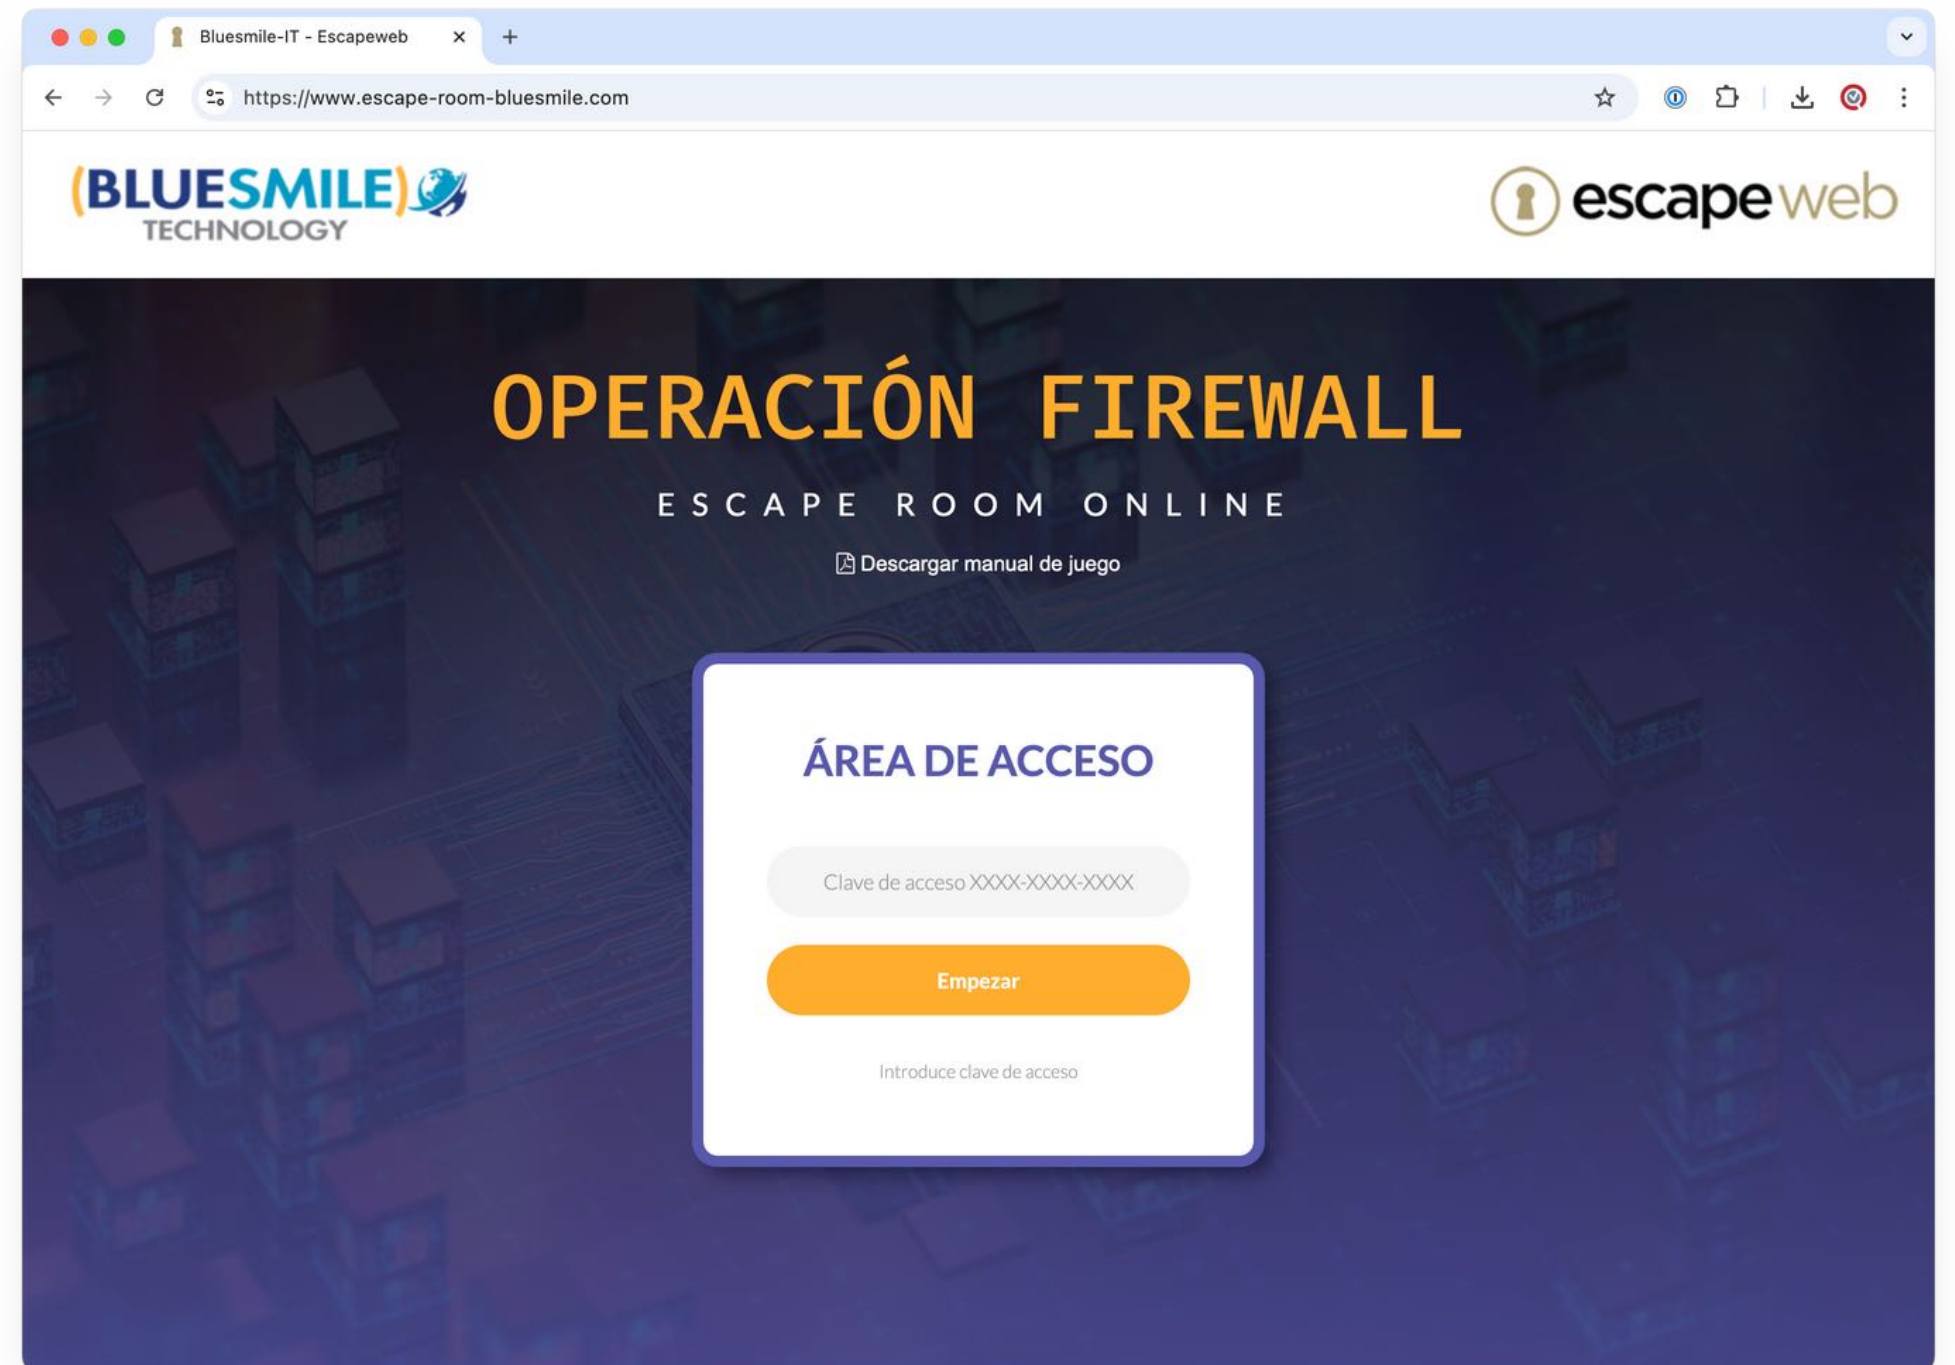 Bluesmile-IT - Escapeweb
https://www.escape-room-bluesmile.com
(BLUESMILE)
TECHNOLOGY
escapeweb
OPERACIÓN FIREWALL
ESCAPE ROOM ONLINE
Descargar manual de juego
ÁREA DE ACCESO
Clave de acceso XXXX-XXXX-XXXX
Empezar
Introduce clave de acceso